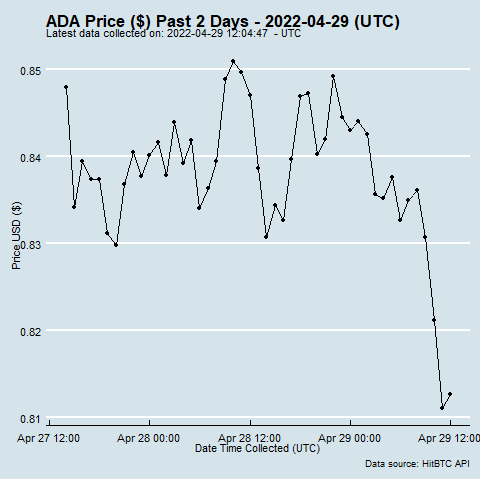 ADA Price ($) Past 2 Days - 2022-04-29 (UTC)
Latest data collected on: 2022-04-29 12:04:47 - UTC
0.85
0.84
0.83
0.82
0.81
Price USD ($)
Apr 27 12:00
Apr 28 00:00
Apr 28 12:00
Apr 29 00:00
Apr 29 12:00
Date Time Collected (UTC)
Data source: HitBTC API